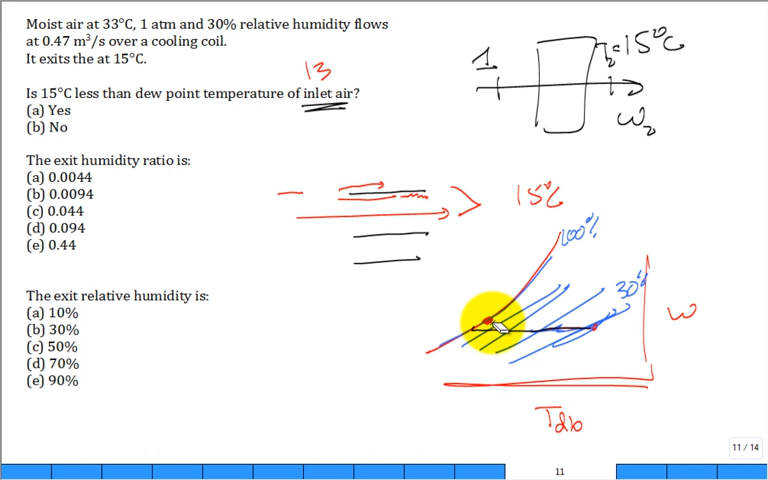 Moist air at 33°C, 1 atm and 30% relative humidity flows
at 0.47 m³/s over a cooling coil.
It exits the at 15°C.
13
Is 15°C less than dew point temperature of inlet air?
(a) Yes
(b) No
The exit humidity ratio is:
(a) 0.0044
(b) 0.0094
(c) 0.044
(d) 0.094
(e) 0.44
The exit relative humidity is:
(a) 10%
(b) 30%
(c) 50%
(d) 70%
(e) 90%
1
T₂=15°C
ω₂
15°C
100%
30%
ω
Tdb
11 / 14
11